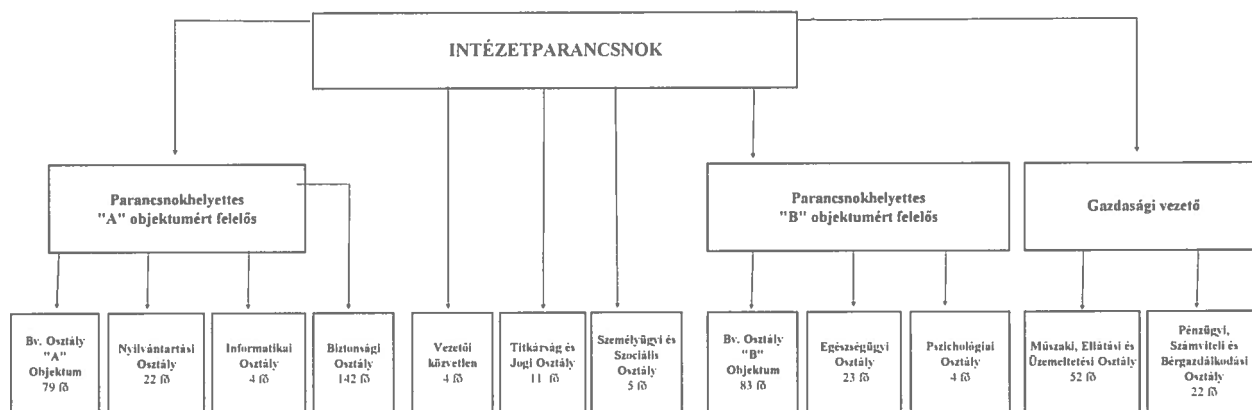 INTÉZETPARANCSNOK
Parancsnokhelyettes
"A" objektumért felelős
Parancsnokhelyettes
"B" objektumért felelős
Gazdasági vezető
Bv. Osztály
"A"
Objektum
79 fő
Nyilvántartási
Osztály
22 fő
Informatikai
Osztály
4 fő
Biztonsági
Osztály
142 fő
Vezetői
közvetlen
4 fő
Titkárság és
Jogi Osztály
11 fő
Személyügyi és
Szociális
Osztály
5 fő
Bv. Osztály
"B"
Objektum
83 fő
Egészségügyi
Osztály
23 fő
Pszichológiai
Osztály
4 fő
Műszaki, Ellátási és
Üzemeltetési Osztály
52 fő
Pénzügyi,
Számviteli és
Bérgazdálkodási
Osztály
22 fő